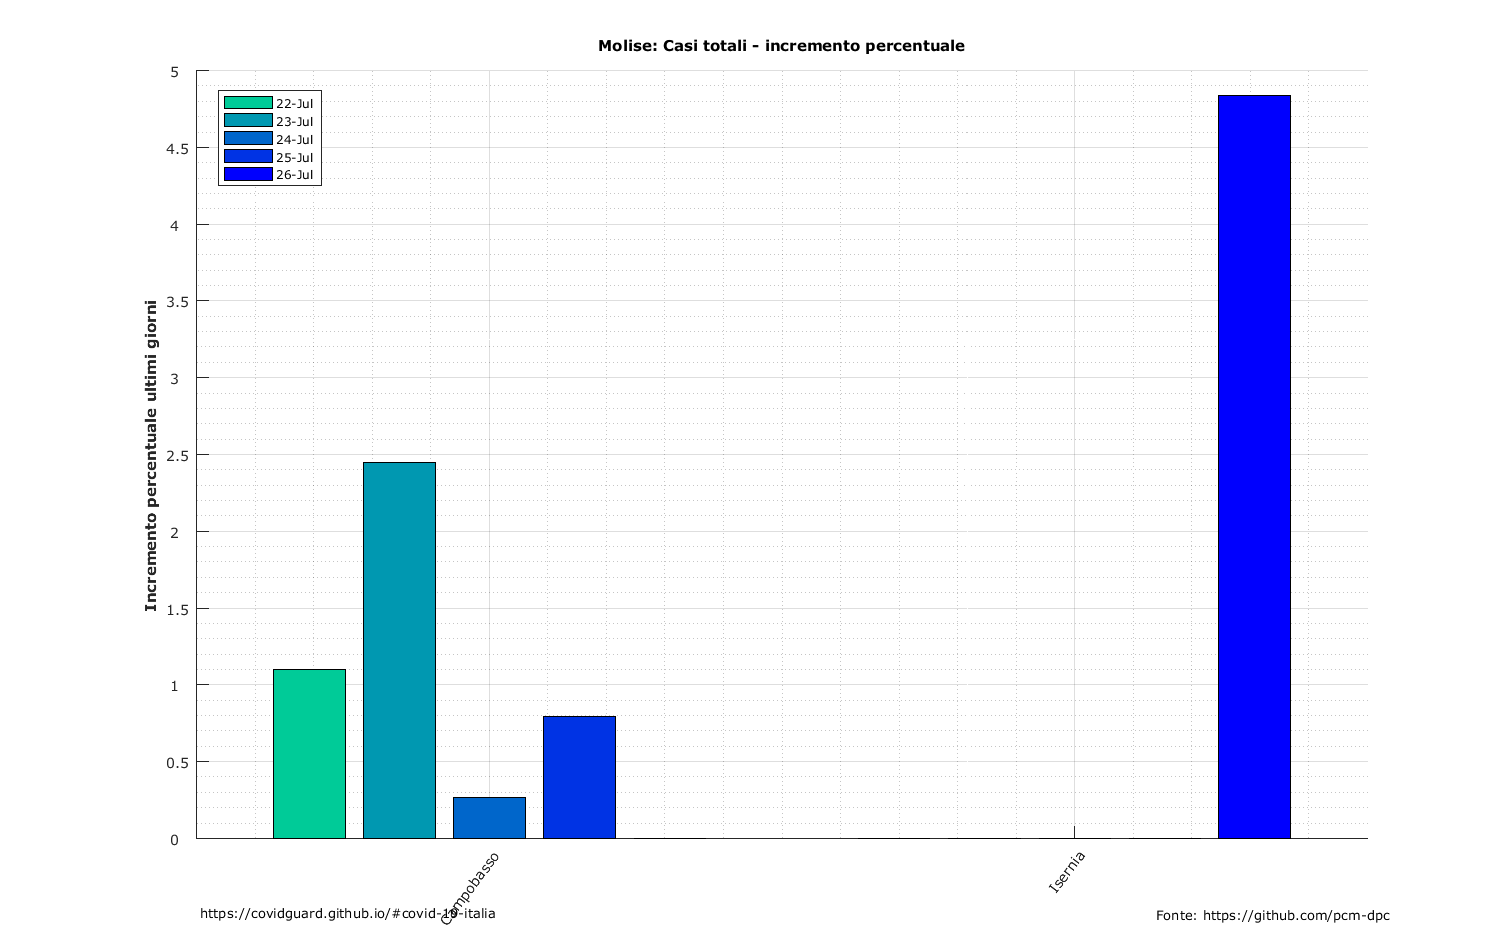 Molise: Casi totali - incremento percentuale
5
4.5
4
3.5
3
2.5
2
1.5
1
0.5
0
Incremento percentuale ultimi giorni
22-Jul
23-Jul
24-Jul
25-Jul
26-Jul
Campobasso
Isernia
https://covidguard.github.io/#covid-19-italia
Fonte: https://github.com/pcm-dpc